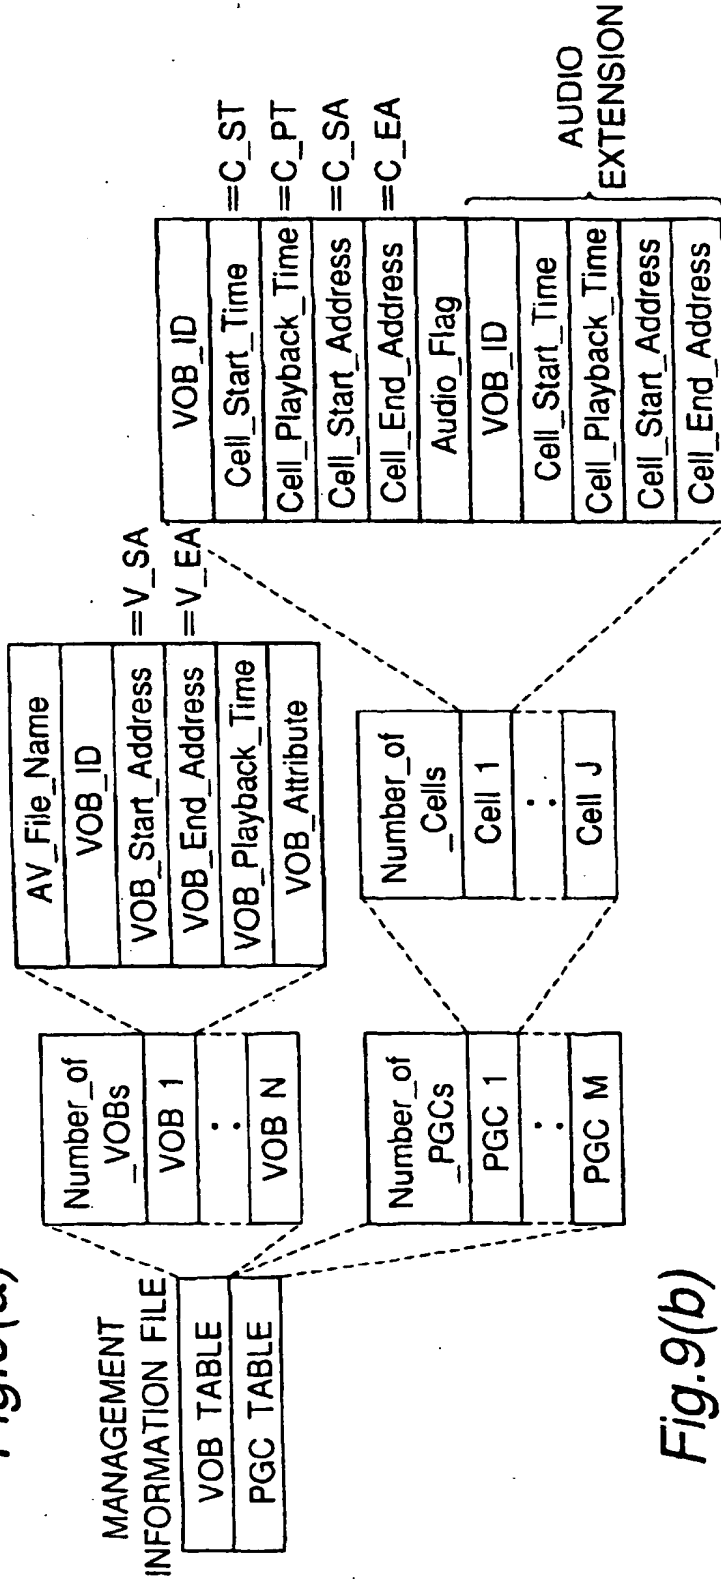 MANAGEMENT
INFORMATION FILE
VOB TABLE
PGC TABLE
Number_of
_VOBs
VOB 1
:
VOB N
AV_File_Name
VOB_ID
VOB_Start_Address
=V_SA
VOB_End_Address
=V_EA
VOB_Playback_Time
VOB_Attribute
Number_of
_PGCs
PGC 1
:
PGC M
Number_of
_Cells
Cell 1
:
Cell J
VOB_ID
Cell_Start_Time
=C_ST
Cell_Playback_Time
=C_PT
Cell_Start_Address
=C_SA
Cell_End_Address
=C_EA
Audio_Flag
VOB_ID
Cell_Start_Time
Cell_Playback_Time
Cell_Start_Address
Cell_End_Address
AUDIO
EXTENSION
Fig.9(b)